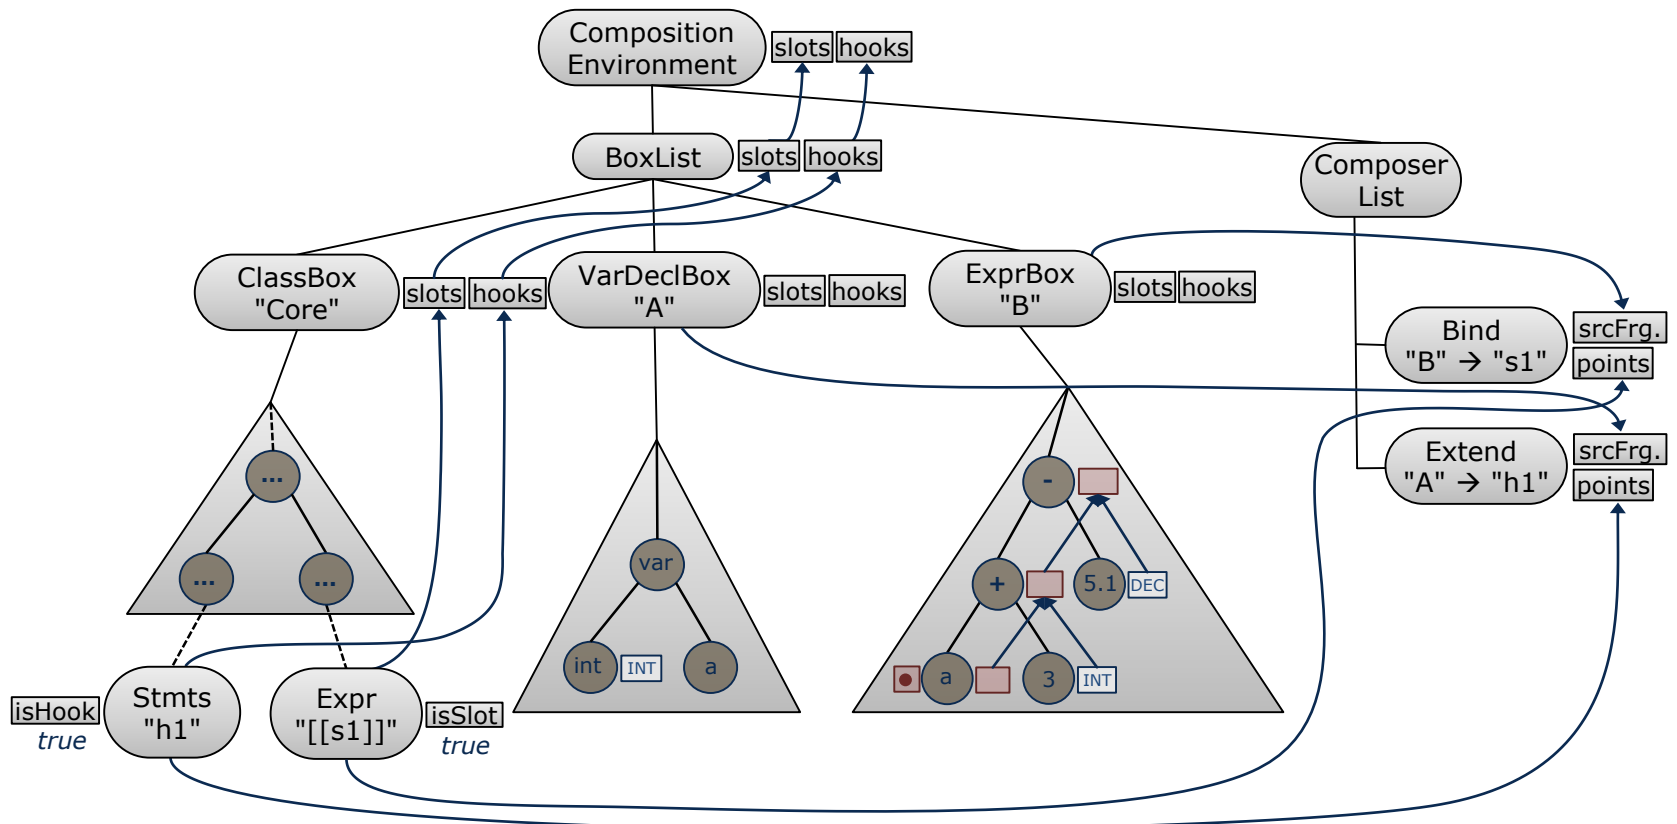 Composition
Environment
slots
hooks
BoxList
slots
hooks
Composer
List
ClassBox
"Core"
slots
hooks
VarDeclBox
"A"
slots
hooks
ExprBox
"B"
slots
hooks
Bind
"B" → "s1"
srcFrg.
points
Extend
"A" → "h1"
srcFrg.
points
...
...
...
var
int
INT
a
-
+
5.1
DEC
a
3
INT
isHook
true
Stmts
"h1"
Expr
"[[s1]]"
isSlot
true